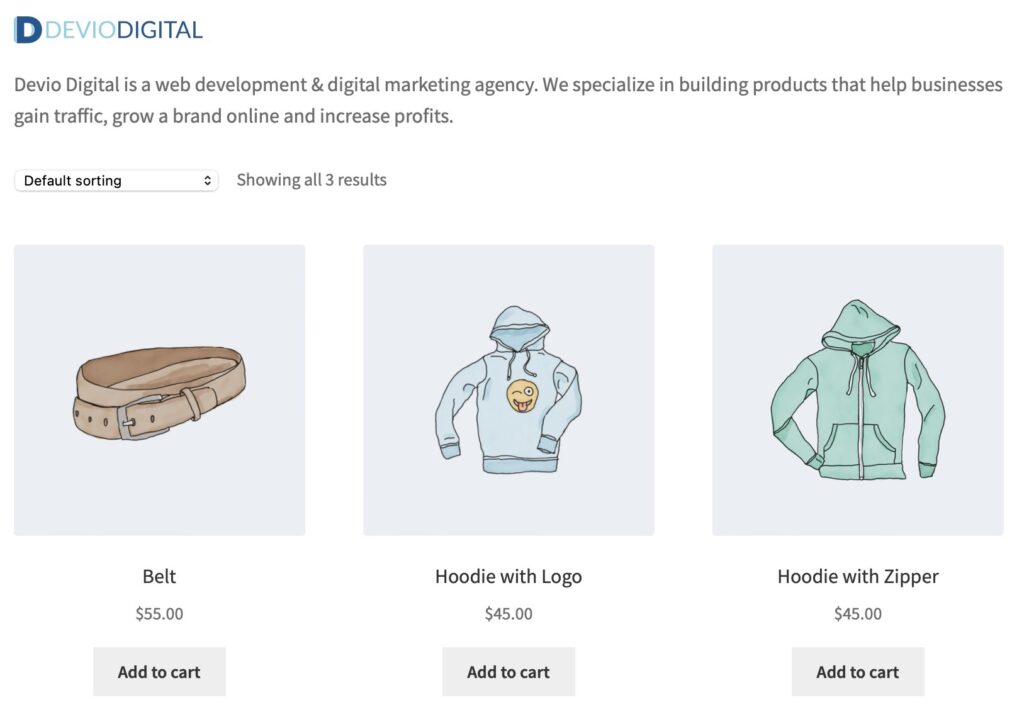 DEVIODIGITAL
Devio Digital is a web development & digital marketing agency. We specialize in building products that help businesses
gain traffic, grow a brand online and increase profits.
Default sorting
Showing all 3 results
Belt
$55.00
Add to cart
Hoodie with Logo
$45.00
Add to cart
Hoodie with Zipper
$45.00
Add to cart